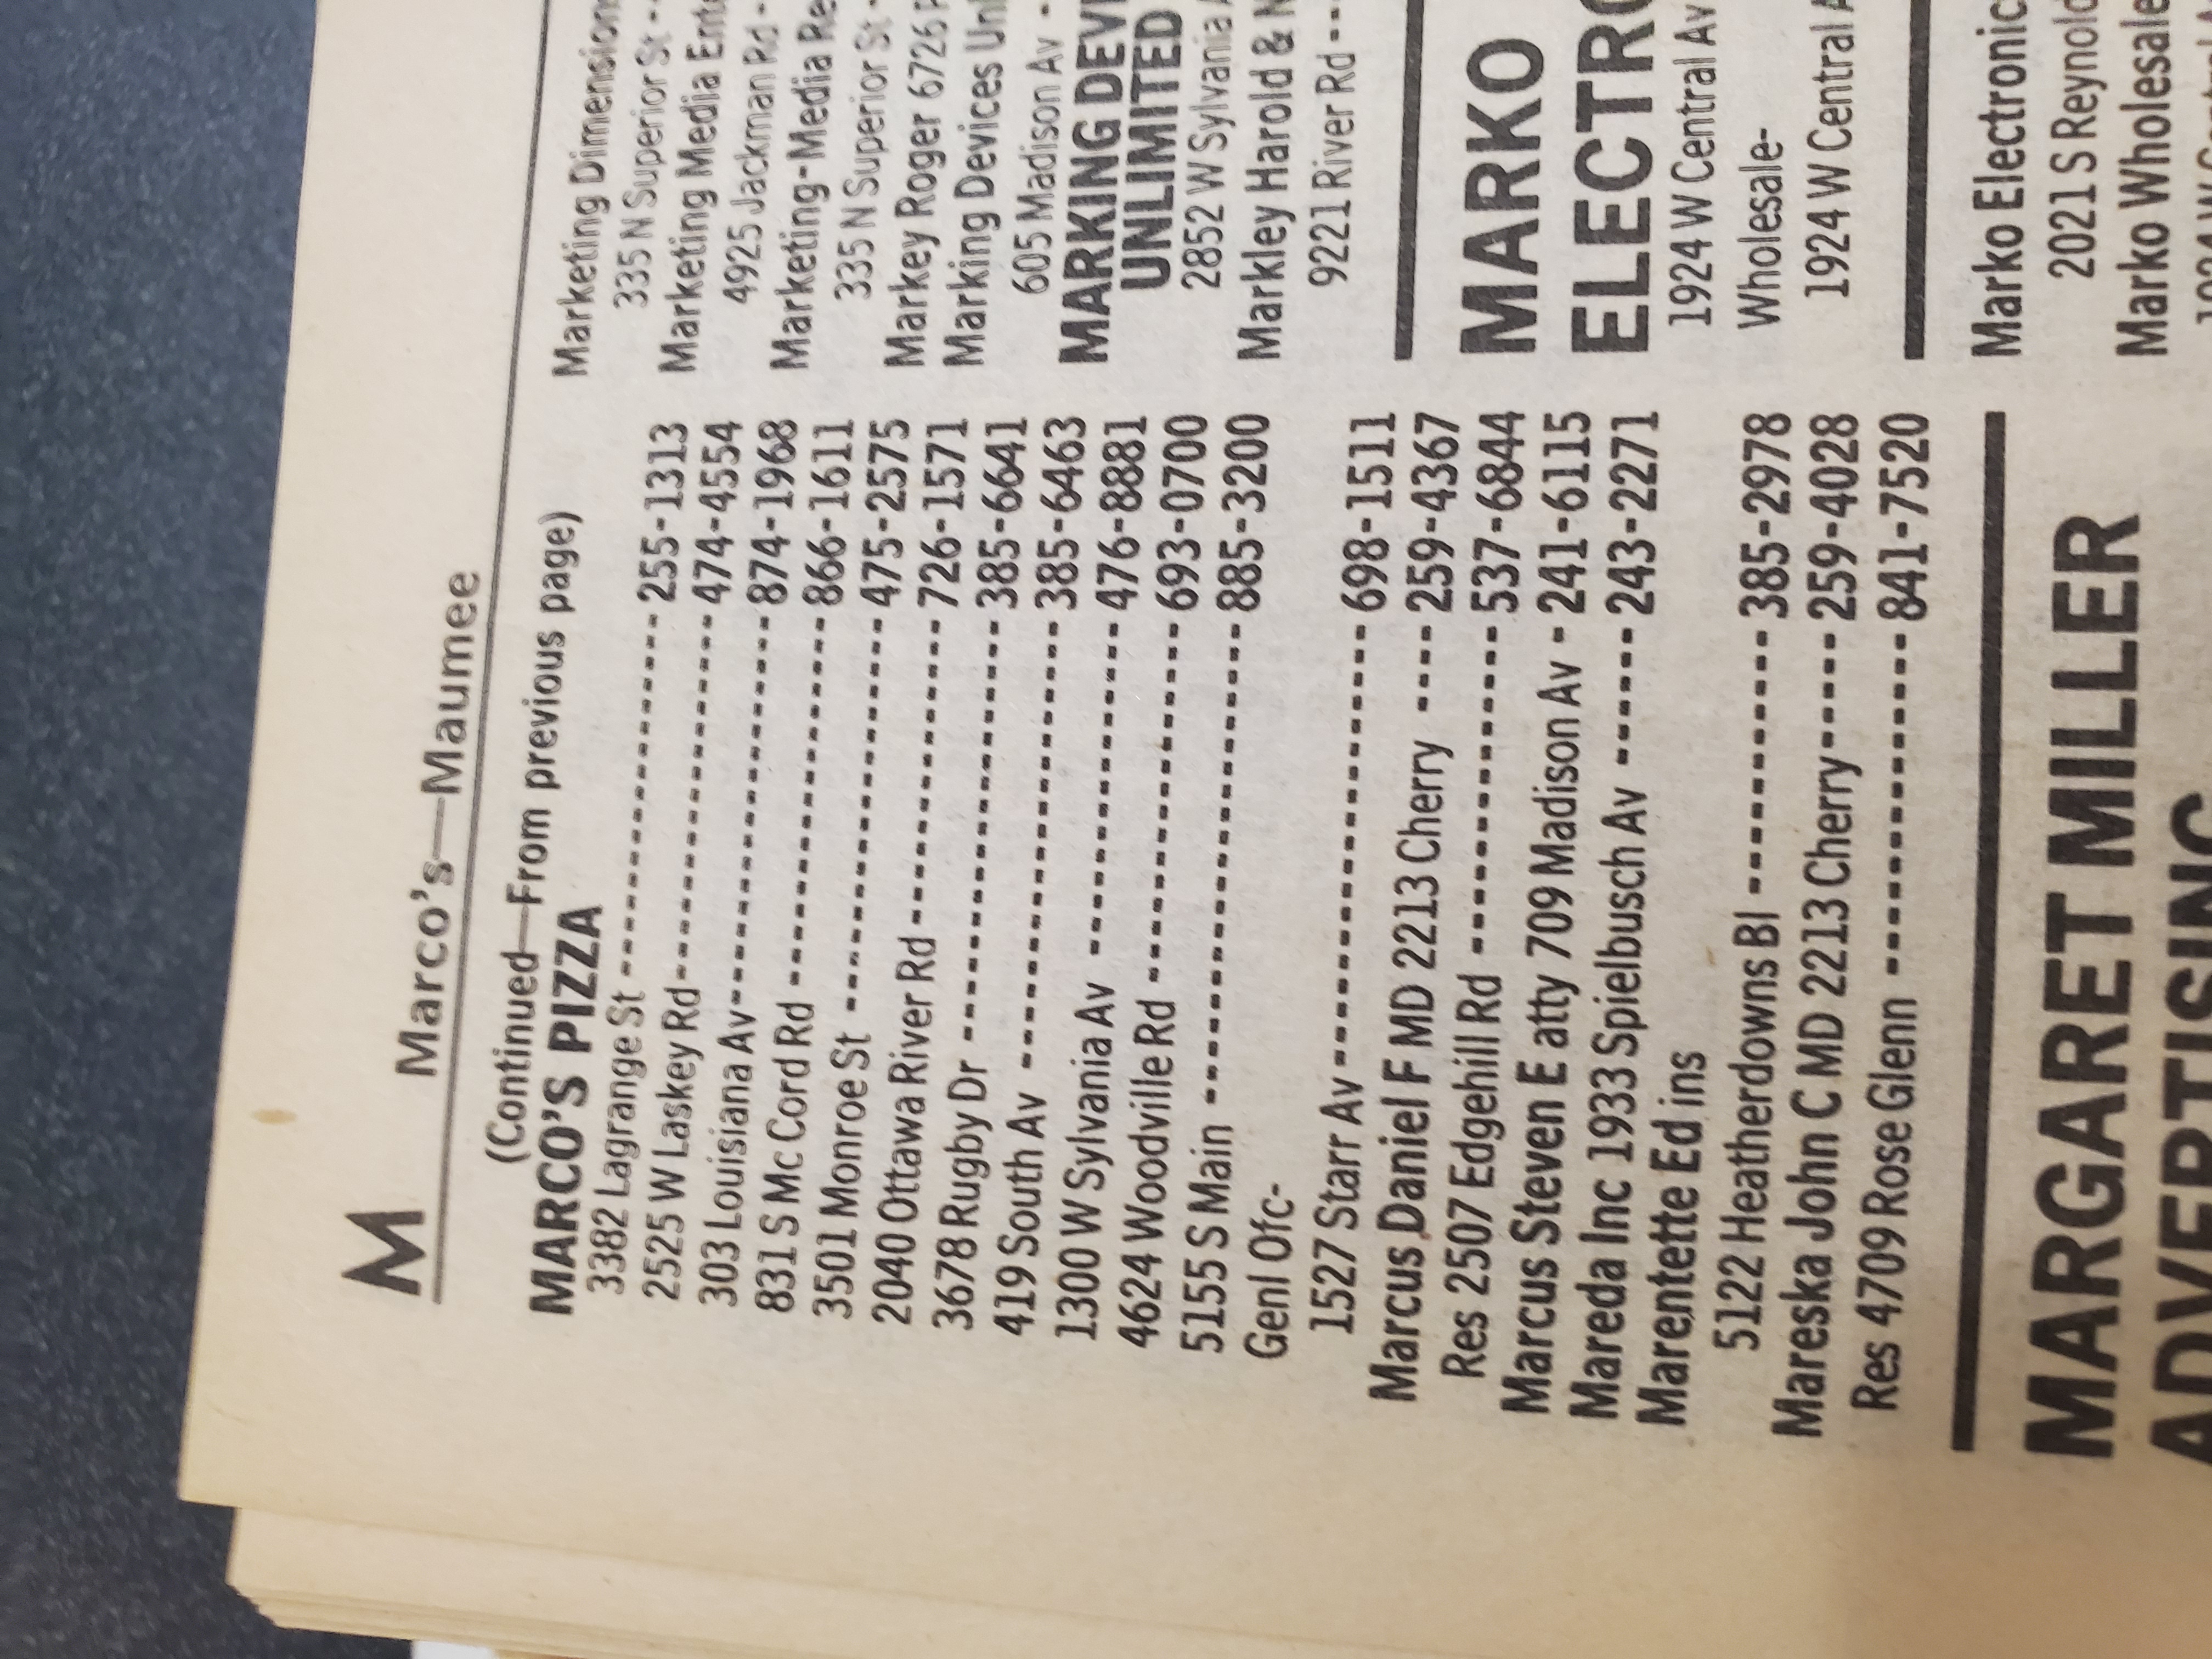 M Marco's—Maumee
(Continued—From previous page)
MARCO'S PIZZA
3382 Lagrange St 255-1313
2525 W Laskey Rd 474-4554
303 Louisiana Av 874-1968
831 S Mc Cord Rd 866-1611
3501 Monroe St 475-2575
2040 Ottawa River Rd 726-1571
3678 Rugby Dr 385-6641
419 South Av 385-6463
1300 W Sylvania Av 476-8881
4624 Woodville Rd 693-0700
5155 S Main 885-3200
Genl Ofc-
1527 Starr Av 698-1511
Marcus Daniel F MD 2213 Cherry 259-4367
Res 2507 Edgehill Rd 537-6844
Marcus Steven E atty 709 Madison Av - 241-6115
Mareda Inc 1933 Spielbusch Av 243-2271
Marentette Ed ins
5122 Heatherdowns Bl 385-2978
Mareska John C MD 2213 Cherry 259-4028
Res 4709 Rose Glenn 841-7520
MARGARET MILLER
Marketing Dimension
335 N Superior St
Marketing Media
4925 Jackman Rd
Marketing-Media
335 N Superior St
Markey Roger 6726
Marking Devices
605 Madison Av
MARKING
UNLIMITED
2852 W Sylvania
Markley Harold &
9221 River Rd
MARKO
1924 W Central Av
Wholesale-
1924 W Central
Marko Electronic
2021 S Reynold
Marko Wholesale